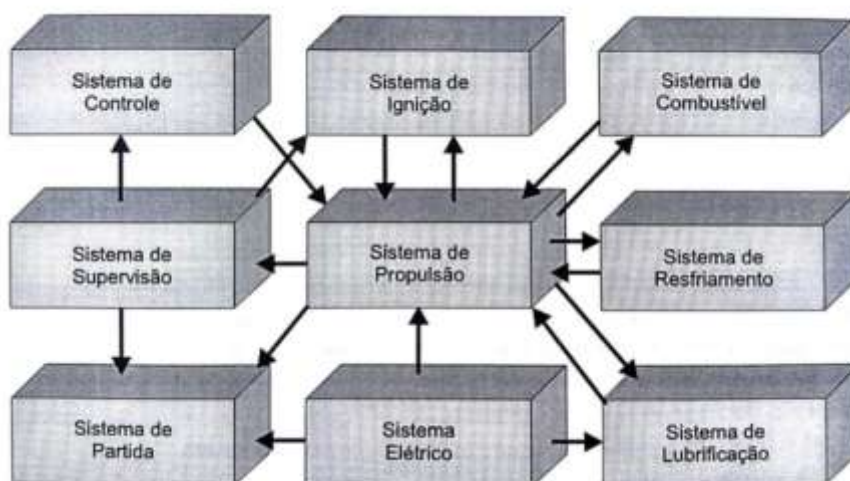 Sistema de
Controle
Sistema de
Ignição
Sistema de
Combustível
Sistema de
Supervisão
Sistema de
Propulsão
Sistema de
Resfriamento
Sistema de
Partida
Sistema
Elétrico
Sistema de
Lubrificação